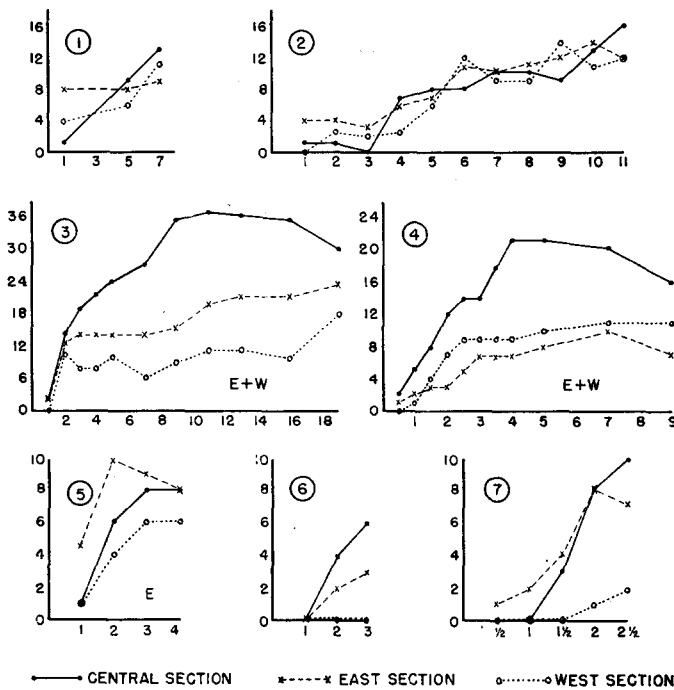 ① ②
16 16
12 12
8 8
4 4
0 0
1 3 5 7 1 2 3 4 5 6 7 8 9 10 11
③ ④
36 24
30 20
24 16
18 12
12 8
6 4
0 0
E+W E+W
2 4 6 8 10 12 14 16 18 1 2 3 4 5 6 7 8 9
⑤ ⑥ ⑦
10 10 10
8 8 8
6 6 6
4 4 4
2 2 2
0 0 0
E
1 2 3 4 1 2 3 ½ 1 1½ 2 2½
CENTRAL SECTION EAST SECTION WEST SECTION